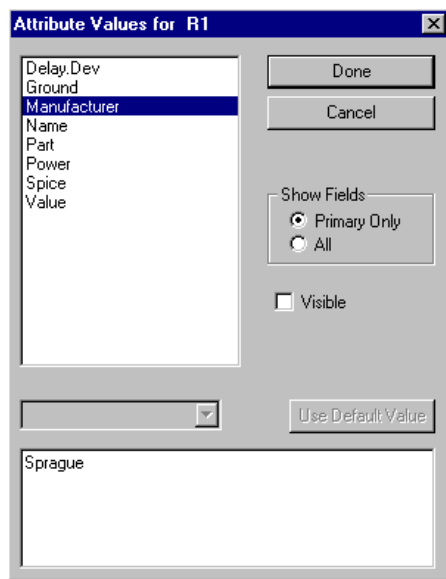 Attribute Values for R1
Delay.Dev
Ground
Manufacturer
Name
Part
Power
Spice
Value
Done
Cancel
Show Fields
Primary Only
All
Visible
Use Default Value
Sprague